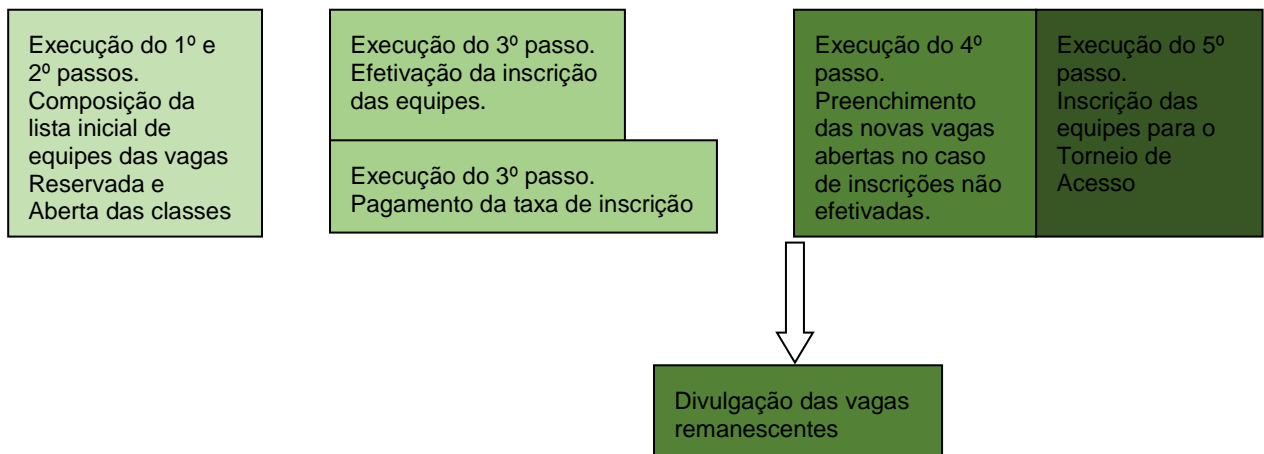 Execução do 1º e
2º passos.
Composição da
lista inicial de
equipes das vagas
Reservada e
Aberta das classes
Execução do 3º passo.
Efetivação da inscrição
das equipes.
Execução do 3º passo.
Pagamento da taxa de inscrição
Execução do 4º
passo.
Preenchimento
das novas vagas
abertas no caso
de inscrições não
efetivadas.
Execução do 5º
passo.
Inscrição das
equipes para o
Torneio de
Acesso
Divulgação das vagas
remanescentes